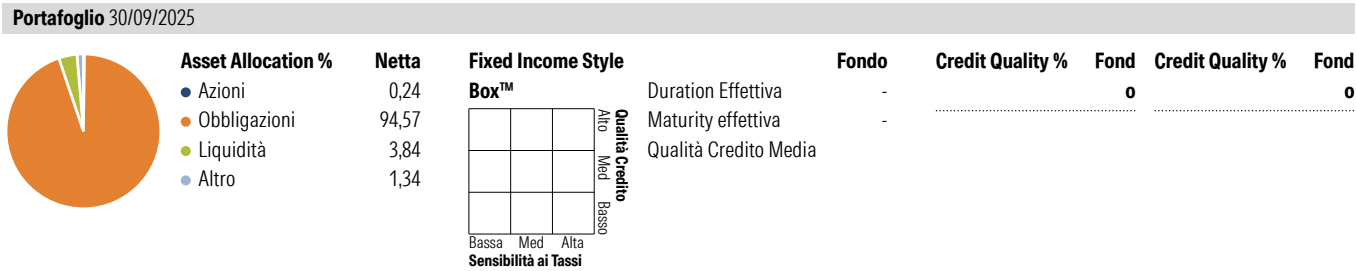 Portafoglio 30/09/2025
Asset Allocation % Netta
Azioni 0,24
Obbligazioni 94,57
Liquidità 3,84
Altro 1,34
Fixed Income Style
Box™
Alto Med Basso
Qualità Credito
Bassa Med Alta
Sensibilità ai Tassi
Fondo
Duration Effettiva -
Maturity effettiva -
Qualità Credito Media
Credit Quality % Fond
o
Credit Quality % Fond
o